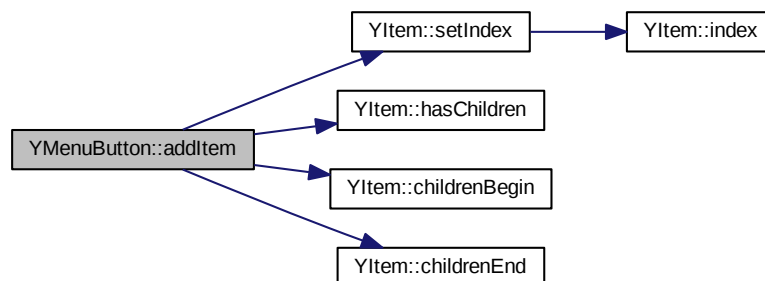 YItem::setIndex
YItem::index
YItem::hasChildren
YMenuButton::addItem
YItem::childrenBegin
YItem::childrenEnd